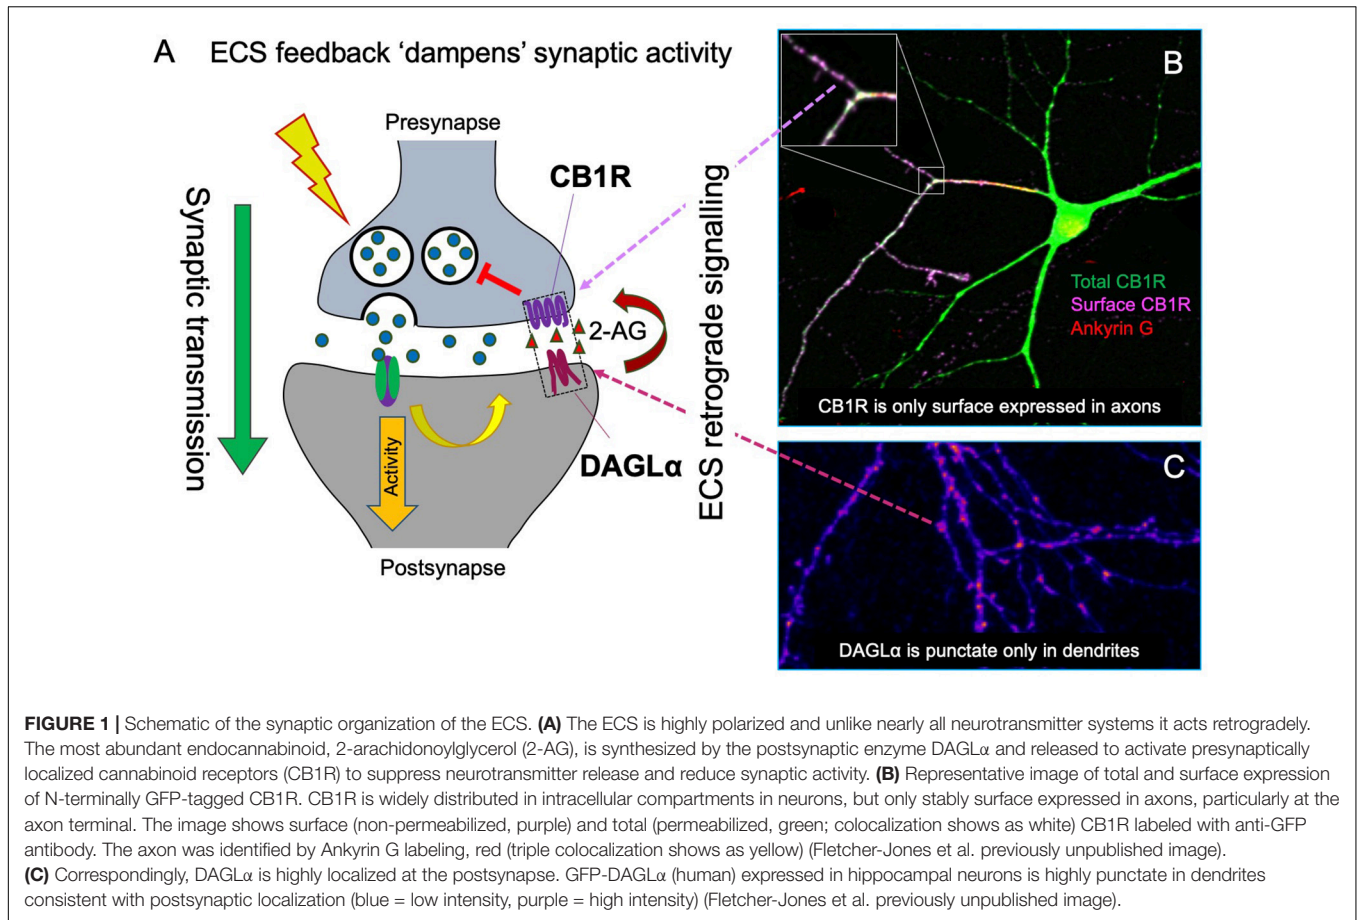 A ECS feedback ‘dampens’ synaptic activity
Presynapse
CB1R
Synaptic transmission
2-AG
ECS retrograde signalling
Activity
DAGLα
Postsynapse
B
Total CB1R
Surface CB1R
Ankyrin G
CB1R is only surface expressed in axons
C
DAGLα is punctate only in dendrites
FIGURE 1 | Schematic of the synaptic organization of the ECS. (A) The ECS is highly polarized and unlike nearly all neurotransmitter systems it acts retrogradely.
The most abundant endocannabinoid, 2-arachidonoylglycerol (2-AG), is synthesized by the postsynaptic enzyme DAGLα and released to activate presynaptically
localized cannabinoid receptors (CB1R) to suppress neurotransmitter release and reduce synaptic activity. (B) Representative image of total and surface expression
of N-terminally GFP-tagged CB1R. CB1R is widely distributed in intracellular compartments in neurons, but only stably surface expressed in axons, particularly at the
axon terminal. The image shows surface (non-permeabilized, purple) and total (permeabilized, green; colocalization shows as white) CB1R labeled with anti-GFP
antibody. The axon was identified by Ankyrin G labeling, red (triple colocalization shows as yellow) (Fletcher-Jones et al. previously unpublished image).
(C) Correspondingly, DAGLα is highly localized at the postsynapse. GFP-DAGLα (human) expressed in hippocampal neurons is highly punctate in dendrites
consistent with postsynaptic localization (blue = low intensity, purple = high intensity) (Fletcher-Jones et al. previously unpublished image).